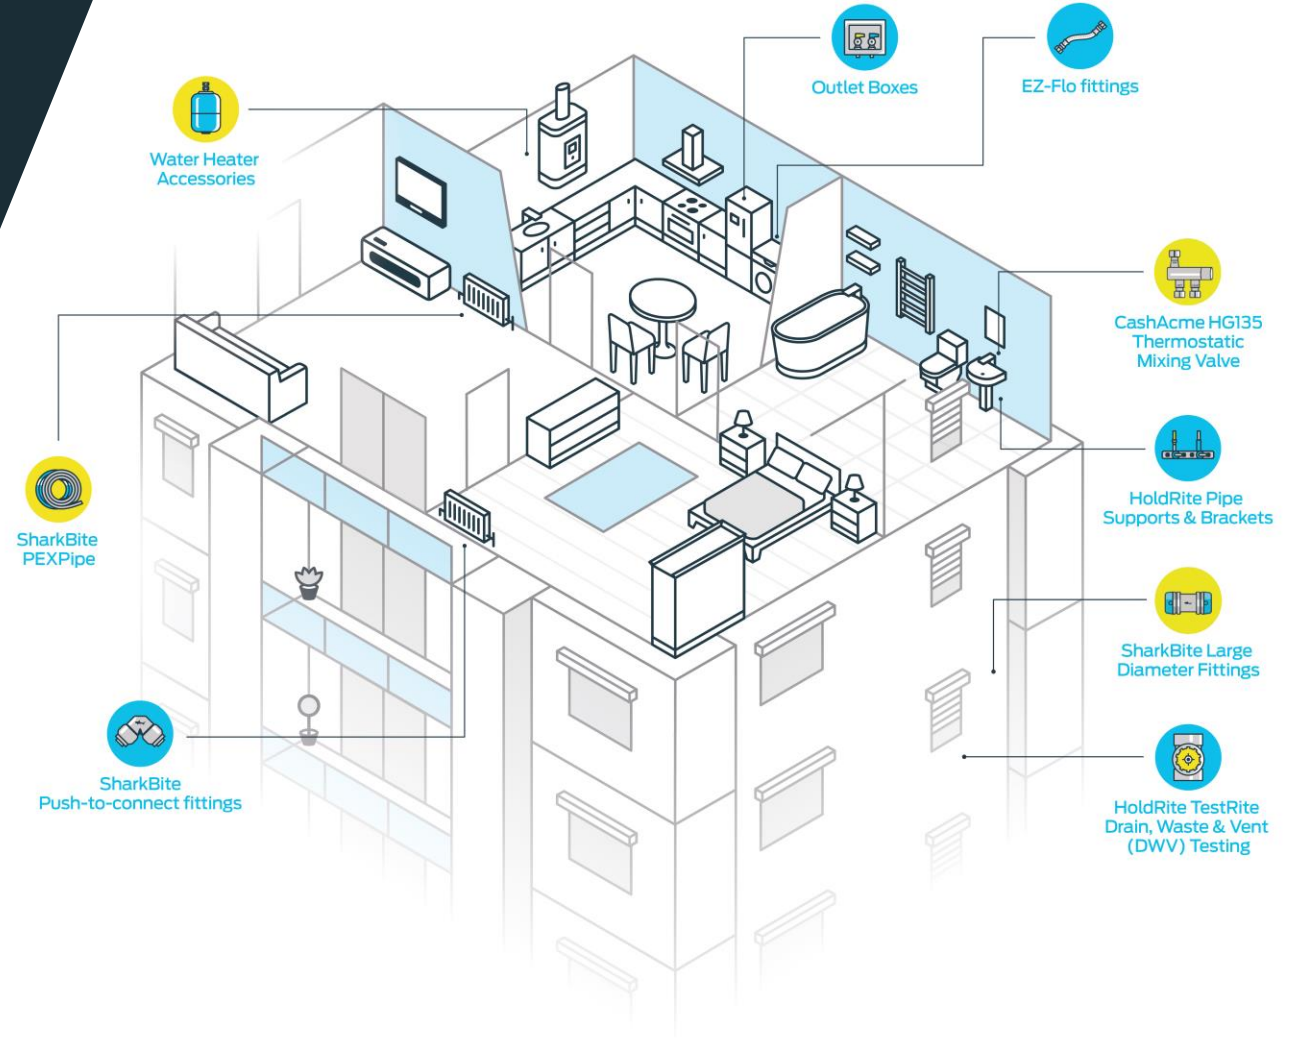 Outlet Boxes
EZ-Flo fittings
Water Heater
Accessories
CashAcme HG135
Thermostatic
Mixing Valve
HoldRite Pipe
Supports & Brackets
SharkBite
PEXPipe
SharkBite Large
Diameter Fittings
SharkBite
Push-to-connect fittings
HoldRite TestRite
Drain, Waste & Vent
(DWV) Testing